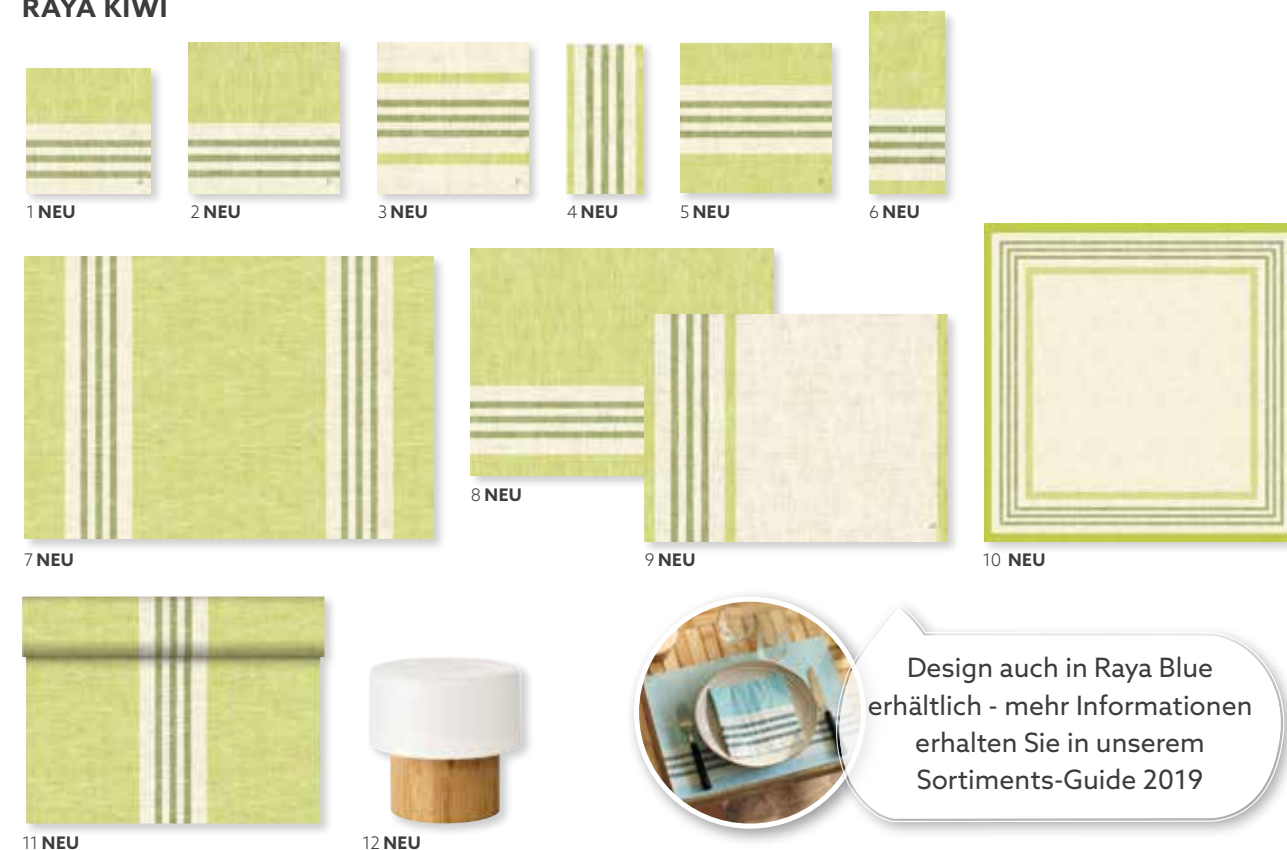 RAYA KIWI
1 NEU
2 NEU
3 NEU
4 NEU
5 NEU
6 NEU
7 NEU
8 NEU
9 NEU
10 NEU
11 NEU
12 NEU
Design auch in Raya Blue
erhältlich - mehr Informationen
erhalten Sie in unserem
Sortiments-Guide 2019